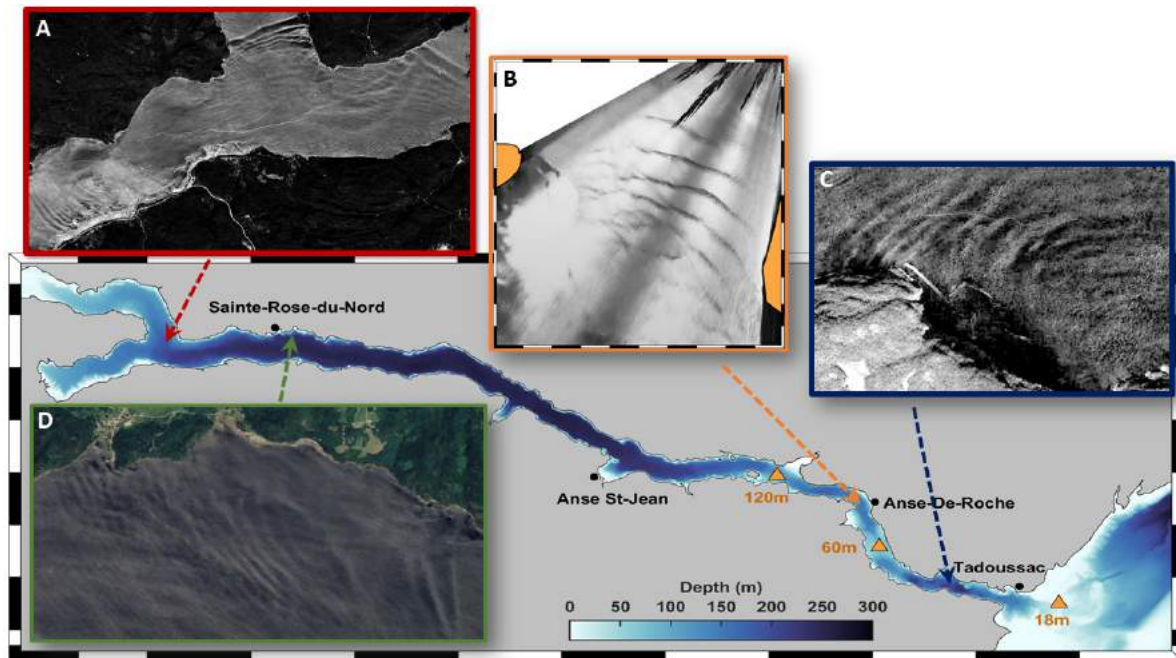 A
B
C
Sainte-Rose-du-Nord
D
Anse St-Jean
120m
Anse-De-Roche
60m
Tadoussac
Depth (m)
0 50 100 150 200 250 300
18m